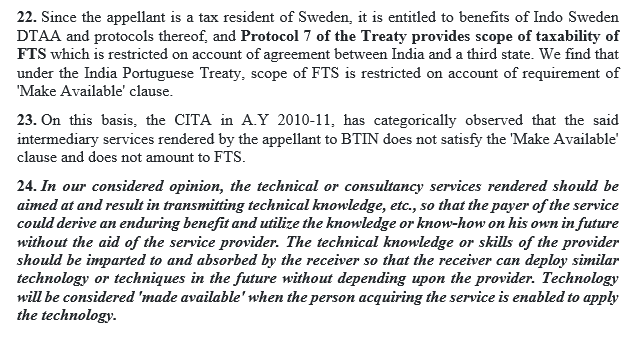 22. Since the appellant is a tax resident of Sweden, it is entitled to benefits of Indo Sweden
DTAA and protocols thereof, and Protocol 7 of the Treaty provides scope of taxability of
FTS which is restricted on account of agreement between India and a third state. We find that
under the India Portuguese Treaty, scope of FTS is restricted on account of requirement of
'Make Available' clause.
23. On this basis, the CITA in A.Y 2010-11, has categorically observed that the said
intermediary services rendered by the appellant to BTIN does not satisfy the 'Make Available'
clause and does not amount to FTS.
24. In our considered opinion, the technical or consultancy services rendered should be
aimed at and result in transmitting technical knowledge, etc., so that the payer of the service
could derive an enduring benefit and utilize the knowledge or know-how on his own in future
without the aid of the service provider. The technical knowledge or skills of the provider
should be imparted to and absorbed by the receiver so that the receiver can deploy similar
technology or techniques in the future without depending upon the provider. Technology
will be considered 'made available' when the person acquiring the service is enabled to apply
the technology.